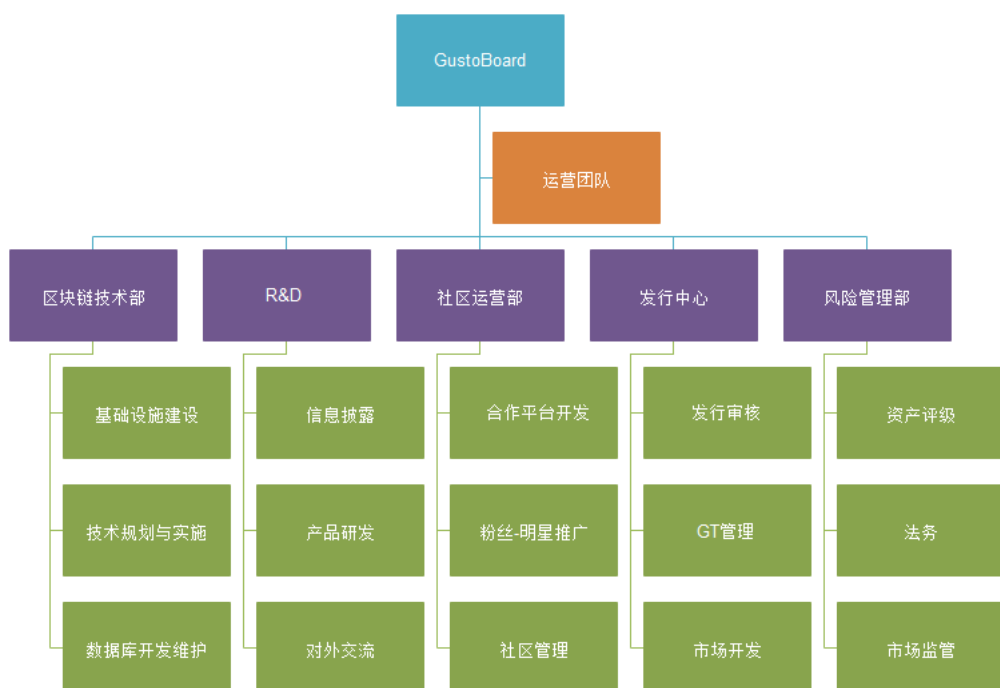 GustoBoard
运营团队
区块链技术部
R&D
社区运营部
发行中心
风险管理部
基础设施建设
信息披露
合作平台开发
发行审核
资产评级
技术规划与实施
产品研发
粉丝-明星推广
GT管理
法务
数据库开发维护
对外交流
社区管理
市场开发
市场监管